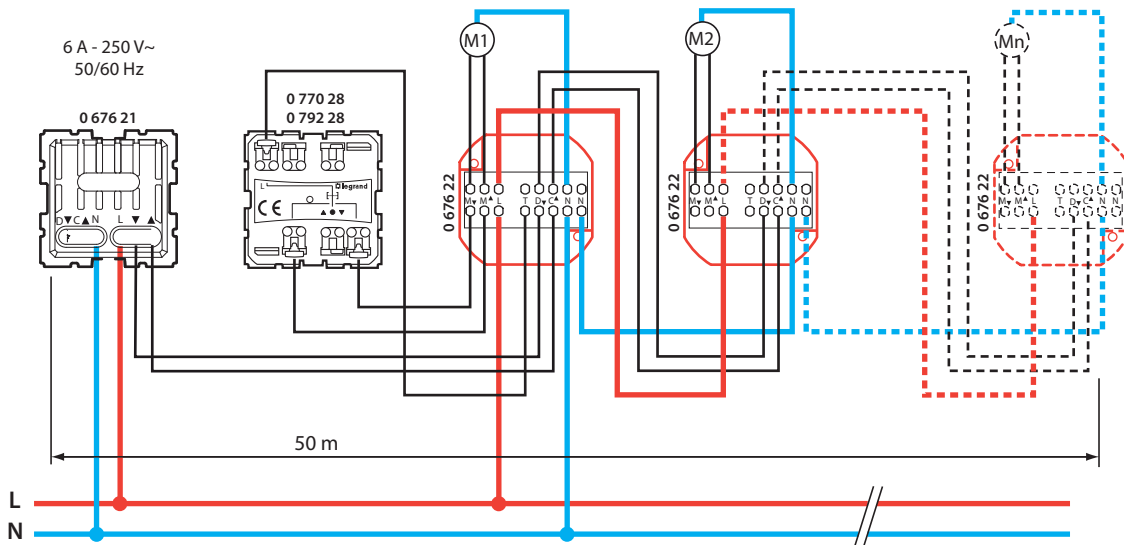 6 A - 250 V~
50/60 Hz
0 676 21
0 770 28
0 792 28
M1
M2
Mn
D▼ C▲ N L ▼ ▲
L
legrand
CE
▲ ● ▼
0 676 22
M▼ M▲ L T D▼ C▲ N N
0 676 22
M▼ M▲ L T D▼ C▲ N N
0 676 22
M▼ M▲ L T D▼ C▲ N N
50 m
L
N